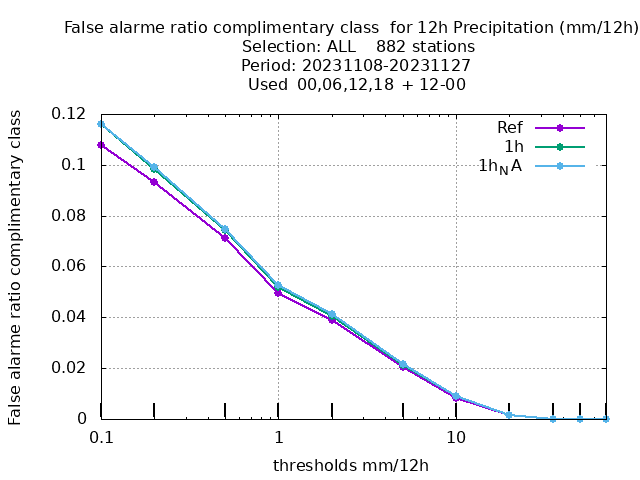 False alarme ratio complimentary class  for 12h Precipitation (mm/12h)
Selection: ALL    882 stations
Period: 20231108-20231127
Used  00,06,12,18  + 12-00
False alarme ratio complimentary class
0.12
0.1
0.08
0.06
0.04
0.02
0
Ref
1h
1h_NA
0.1
1
10
thresholds mm/12h